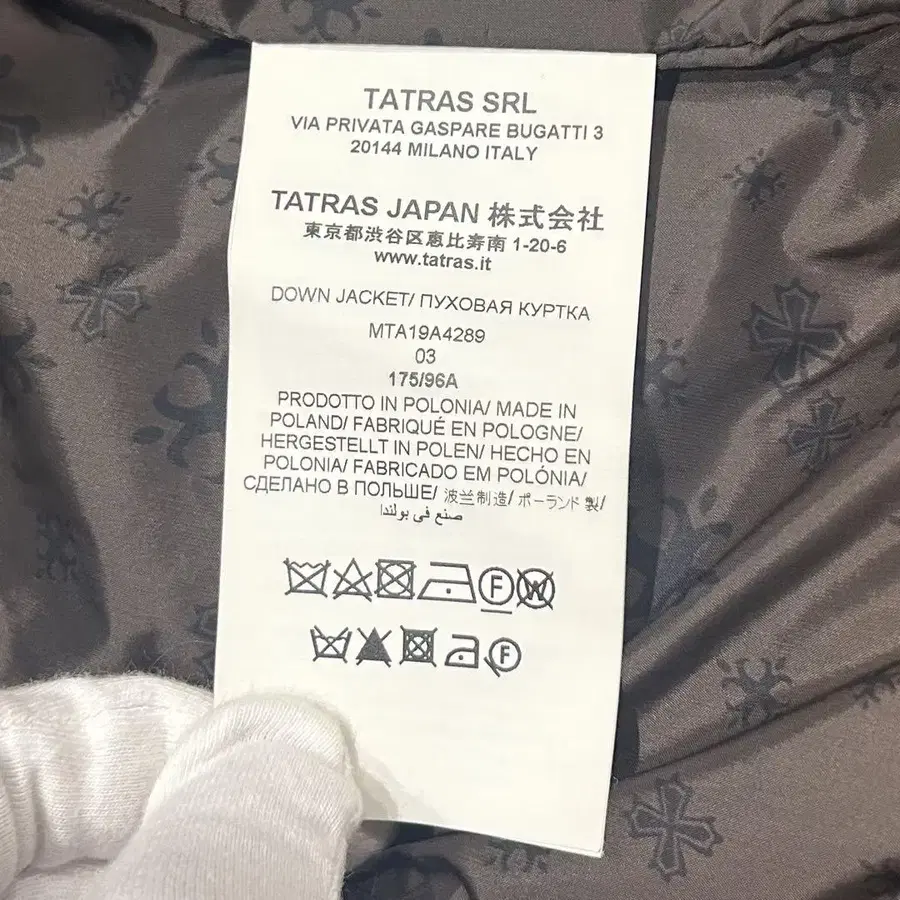 TATRAS SRL
VIA PRIVATA GASPARE BUGATTI 3
20144 MILANO ITALY
TATRAS JAPAN 株式会社
東京都渋谷区恵比寿南 1-20-6
www.tatras.it
DOWN JACKET/ ПУХОВАЯ КУРТКА
MTA19A4289
03
175/96A
PRODOTTO IN POLONIA/ MADE IN
POLAND/ FABRIQUÉ EN POLOGNE/
HERGESTELLT IN POLEN/ HECHO EN
POLONIA/ FABRICADO EM POLÓNIA/
СДЕЛАНО В ПОЛЬШЕ/ 波兰制造/ ポーランド 製/
صنع في بولندا
F W
F